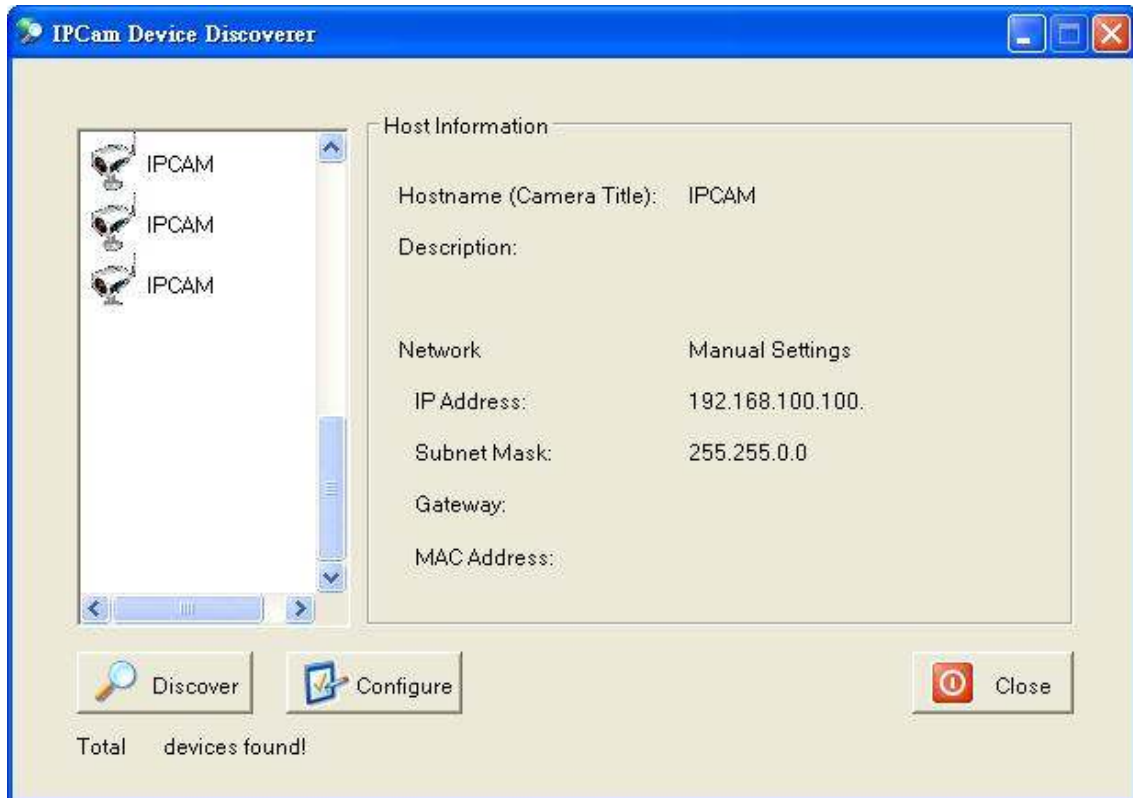 IPCam Device Discoverer
IPCAM
IPCAM
IPCAM
Host Information
Hostname (Camera Title): IPCAM
Description:
Network Manual Settings
IP Address: 192.168.100.100.
Subnet Mask: 255.255.0.0
Gateway:
MAC Address:
Discover Configure Close
Total devices found!